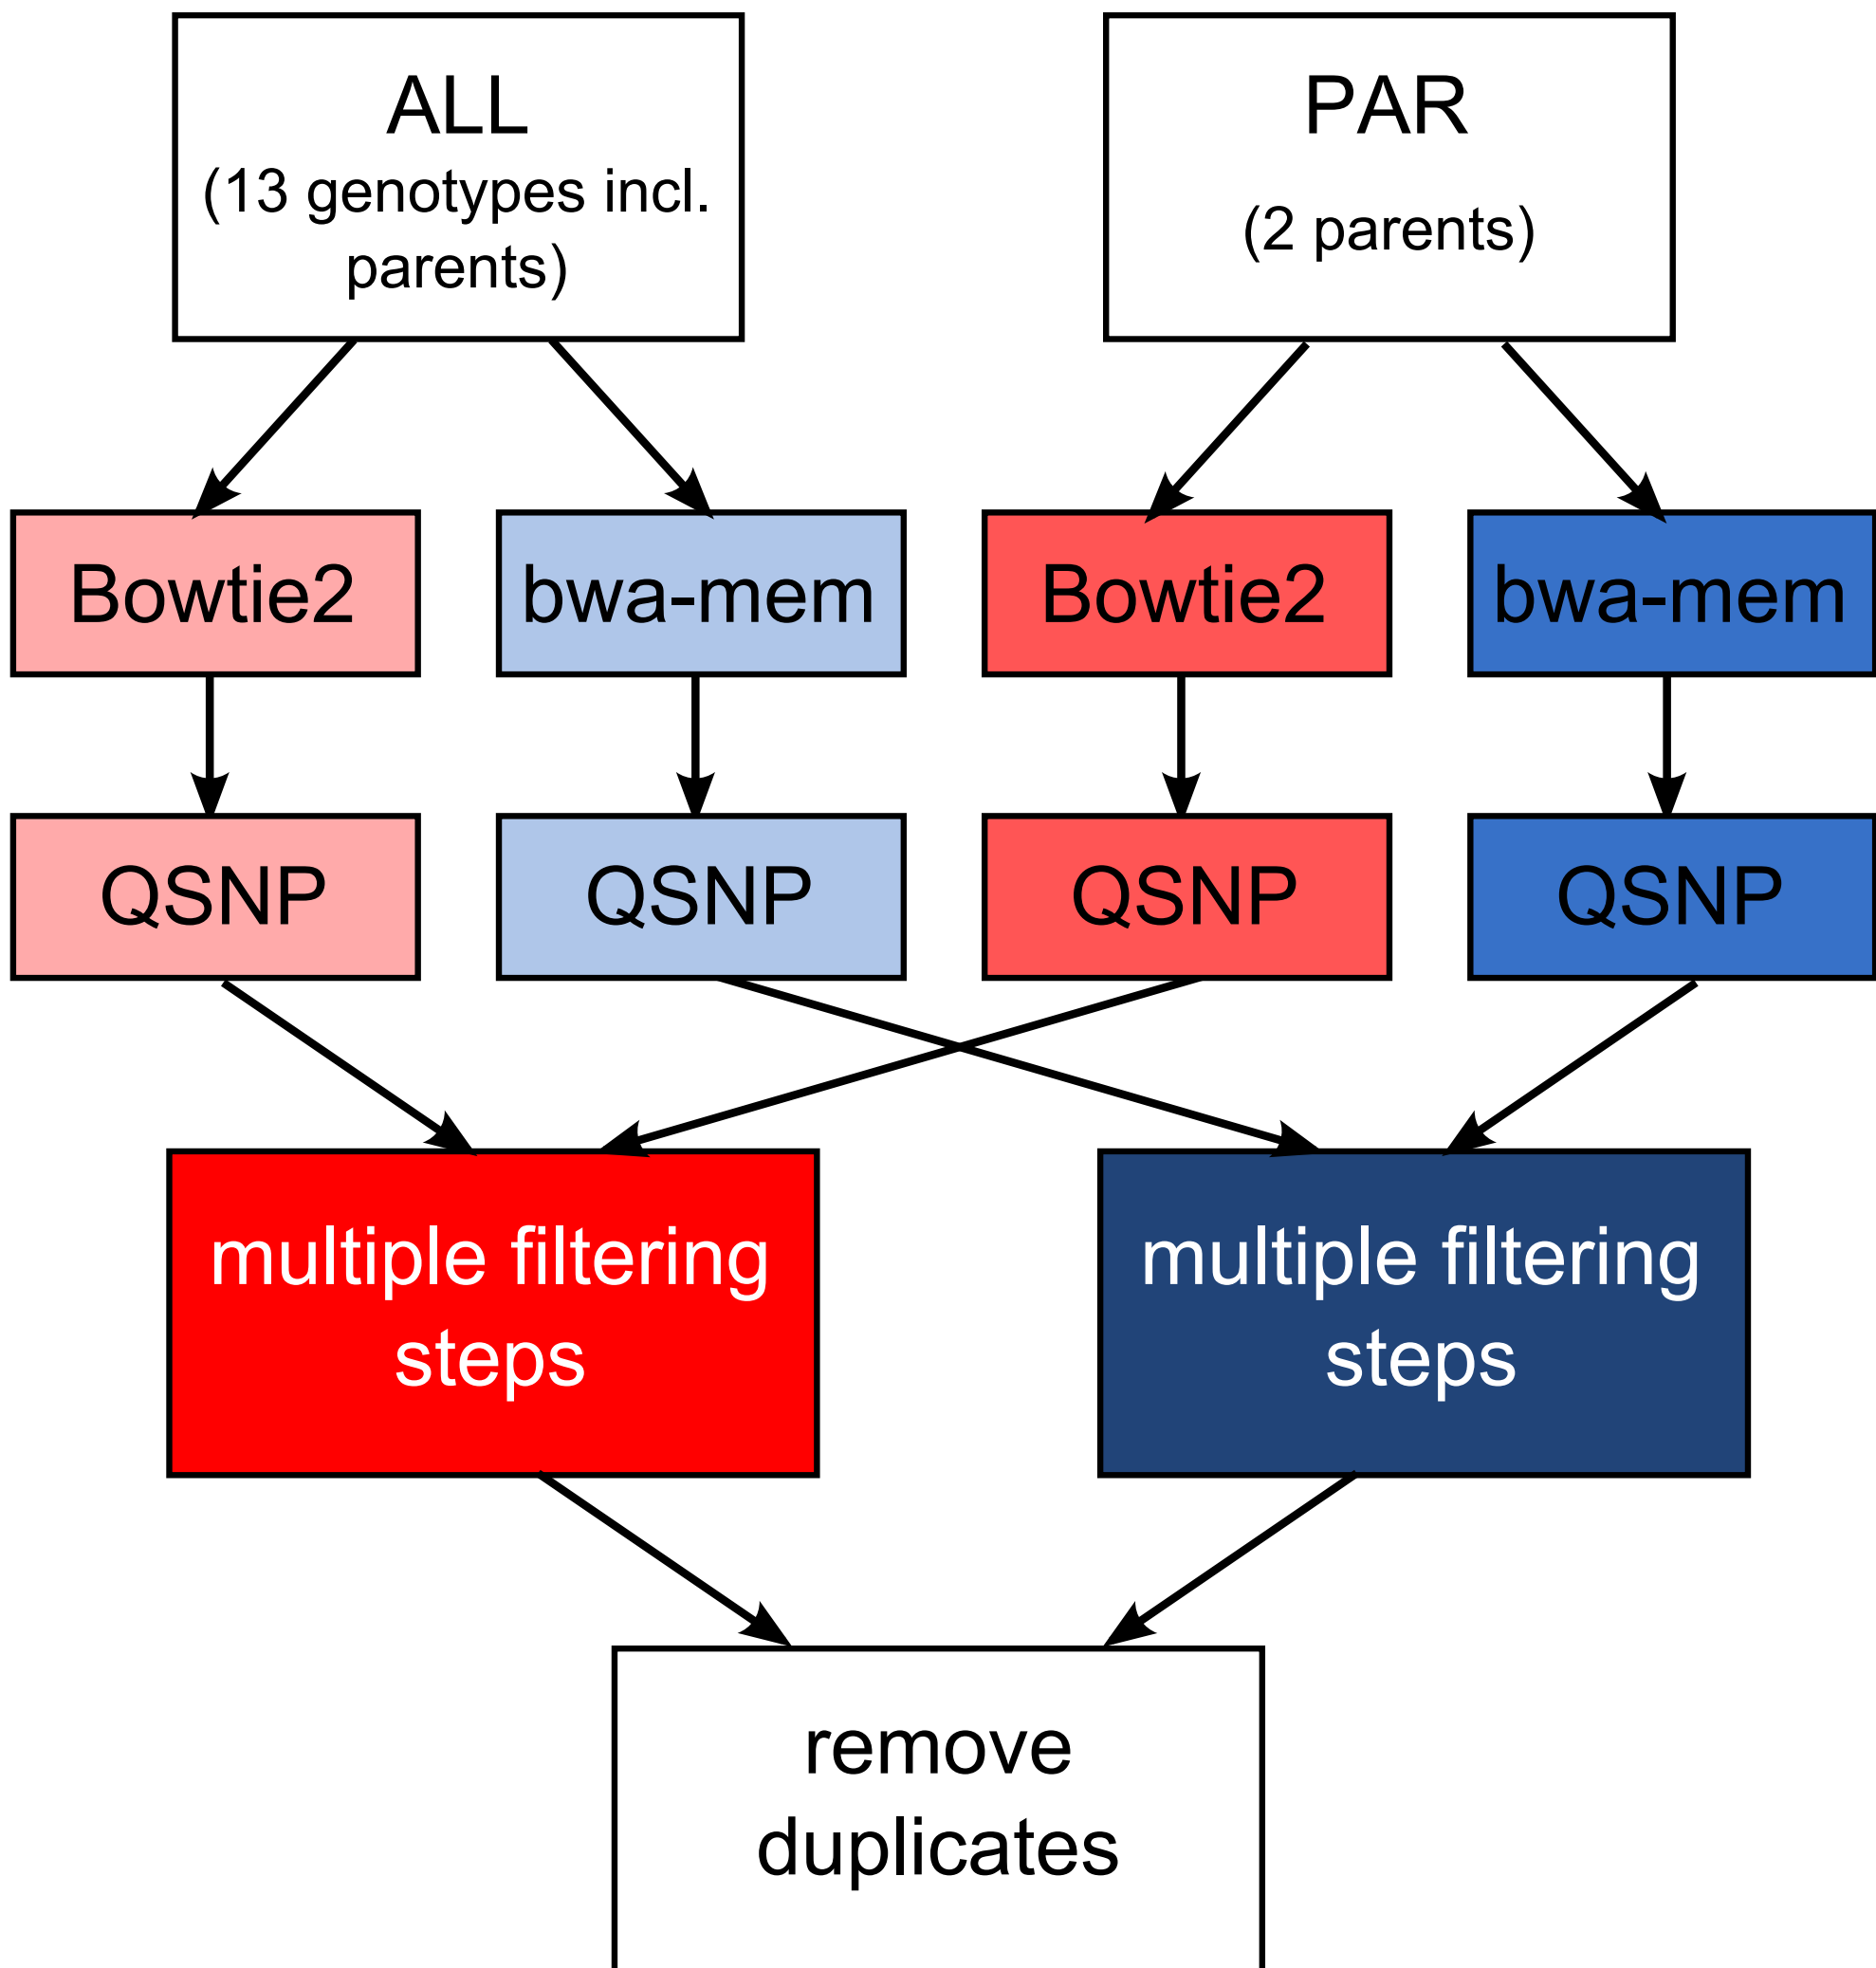 ALL
(13 genotypes incl.
parents)
PAR
(2 parents)
Bowtie2
bwa-mem
Bowtie2
bwa-mem
QSNP
QSNP
QSNP
QSNP
multiple filtering
steps
multiple filtering
steps
remove
duplicates